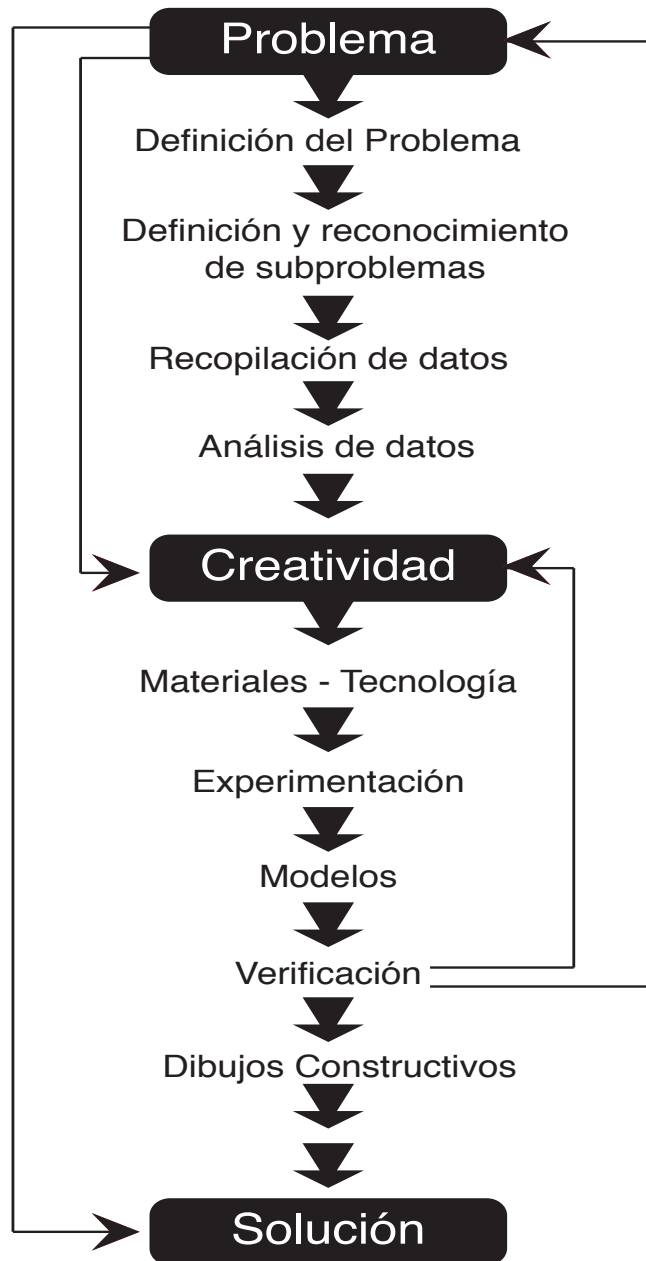 Problema
Definición del Problema
Definición y reconocimiento
de subproblemas
Recopilación de datos
Análisis de datos
Creatividad
Materiales - Tecnología
Experimentación
Modelos
Verificación
Dibujos Constructivos
Solución